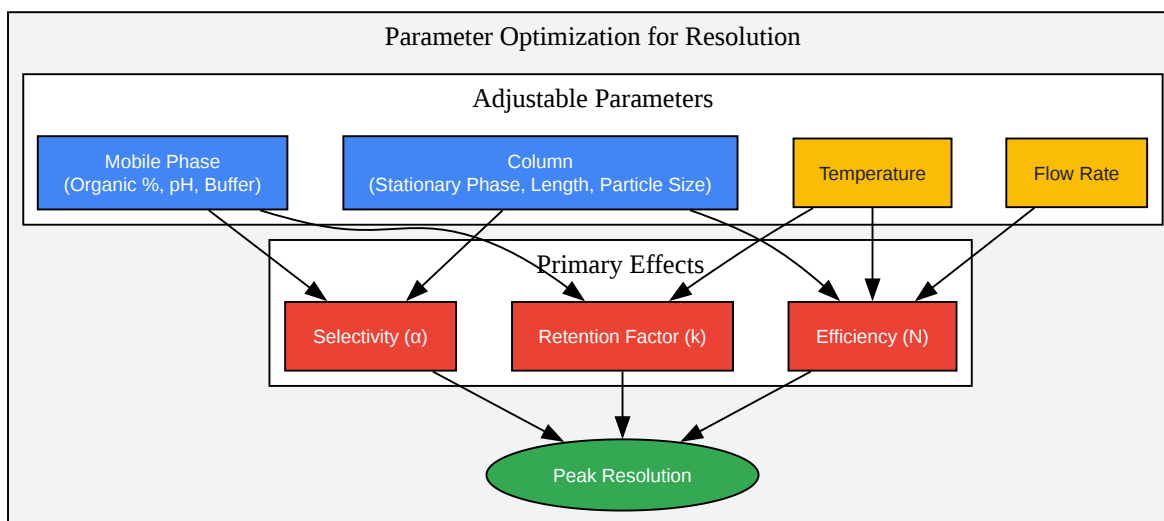 Parameter Optimization for Resolution
Adjustable Parameters
Mobile Phase
(Organic %, pH, Buffer)
Column
(Stationary Phase, Length, Particle Size)
Temperature
Flow Rate
Primary Effects
Selectivity (α)
Retention Factor (k)
Efficiency (N)
Peak Resolution